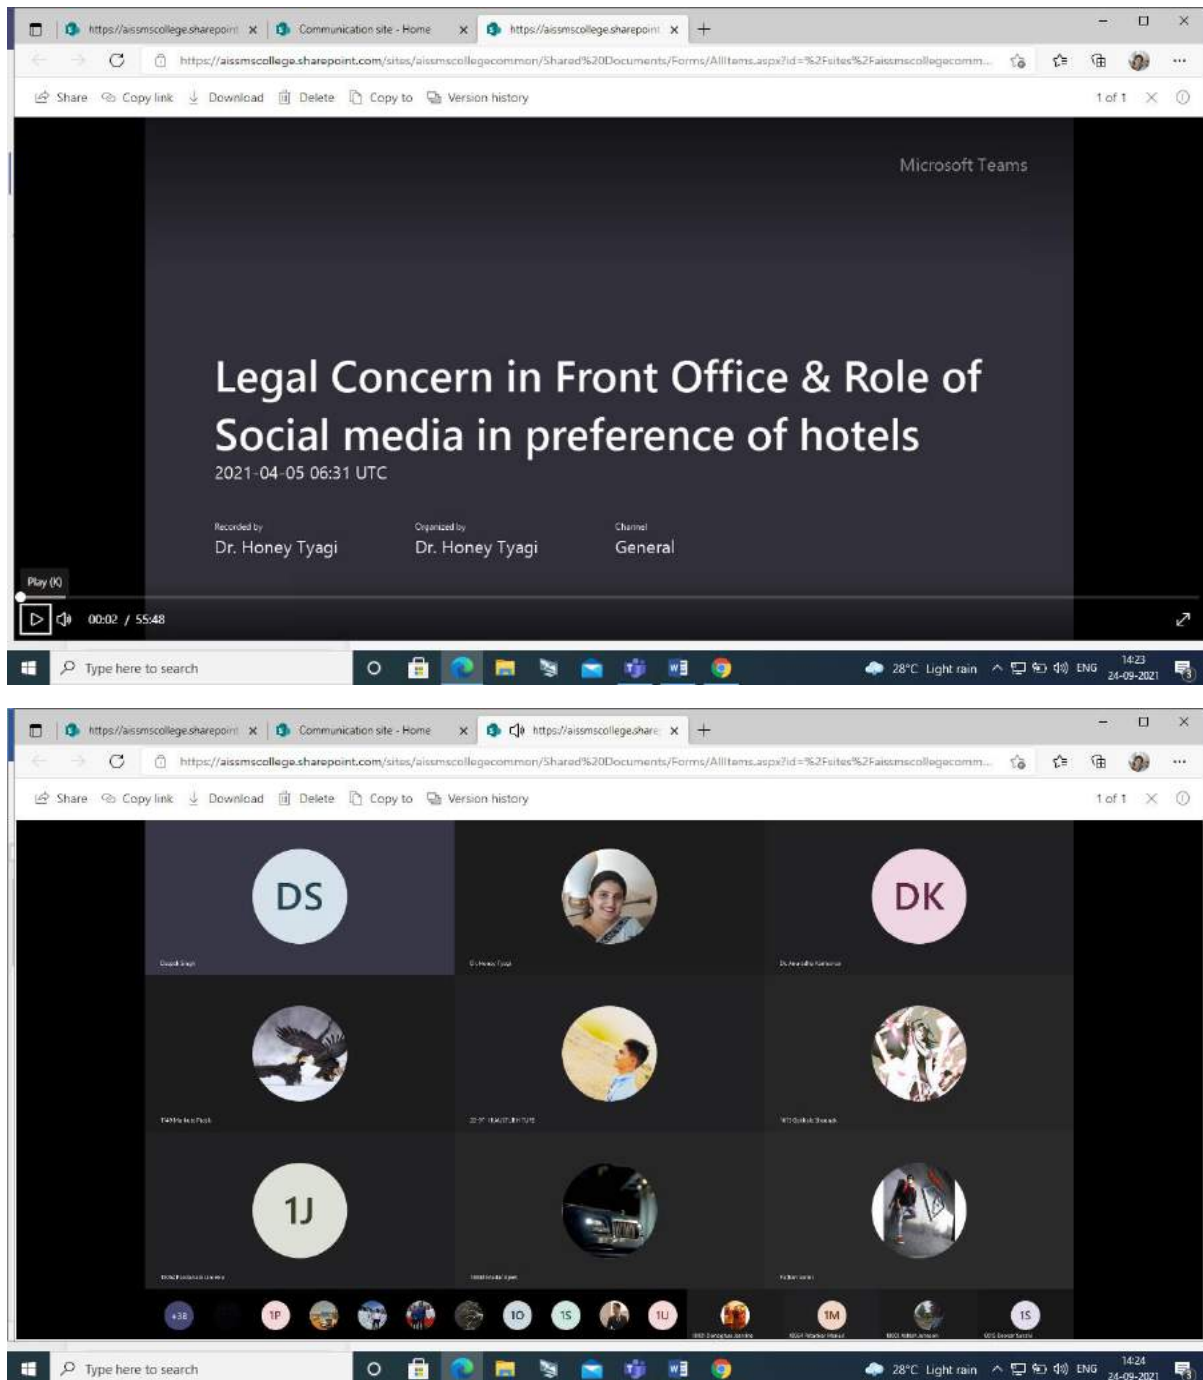 https://aissmscollege.sharepoint
Communication site - Home
https://aissmscollege.sharepoint
https://aissmscollege.sharepoint.com/sites/aissmscollegecommon/Shared%20Documents/Forms/AllItems.aspx?id=%2Fsites%2Faissmscollegecomm...
Share Copy link Download Delete Copy to Version history 1 of 1
Microsoft Teams
Legal Concern in Front Office & Role of
Social media in preference of hotels
2021-04-05 06:31 UTC
Recorded by Organized by Channel
Dr. Honey Tyagi Dr. Honey Tyagi General
Play (K)
00:02 / 55:48
Type here to search 28°C Light rain ENG 14:23
24-09-2021
https://aissmscollege.sharepoint
Communication site - Home
https://aissmscollege.share
https://aissmscollege.sharepoint.com/sites/aissmscollegecommon/Shared%20Documents/Forms/AllItems.aspx?id=%2Fsites%2Faissmscollegecomm...
Share Copy link Download Delete Copy to Version history 1 of 1
DS DK
Deepak Singh Dr. Honey Tyagi
1J
+38 1P 1O 1S 1U 1M 1S
Type here to search 28°C Light rain ENG 14:24
24-09-2021